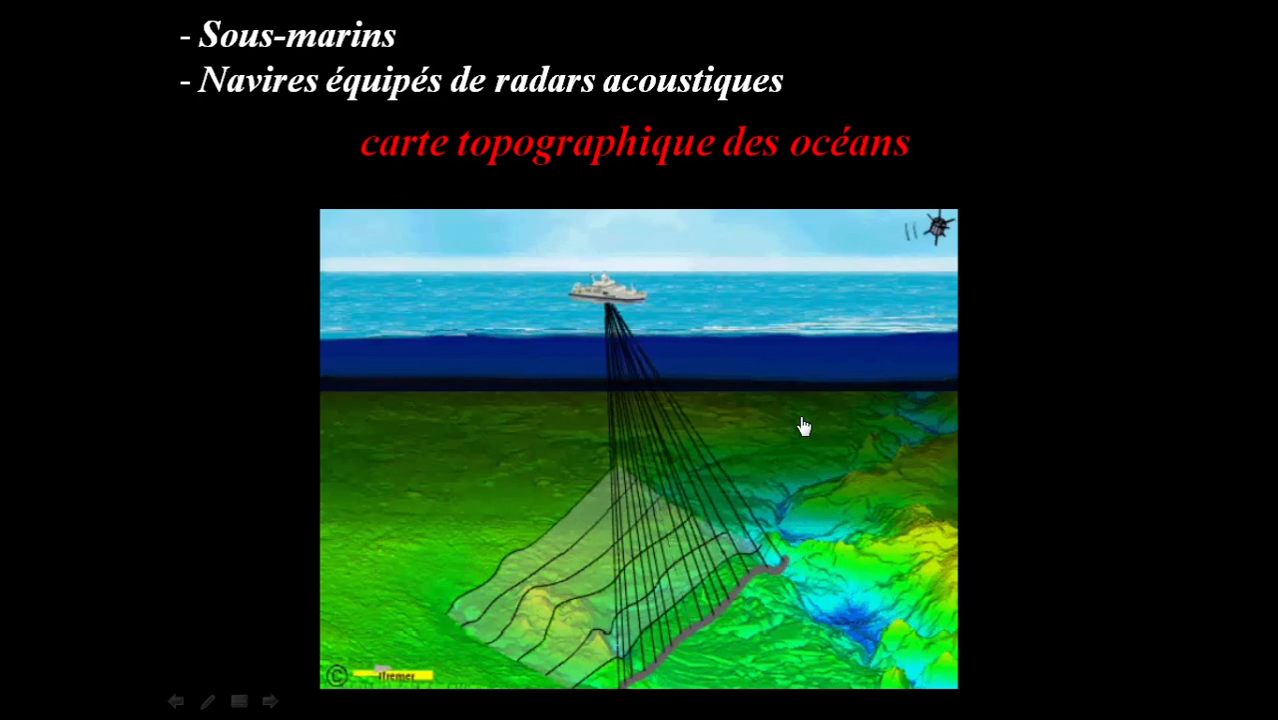 - Sous-marins
- Navires équipés de radars acoustiques
carte topographique des océans
© ifremer